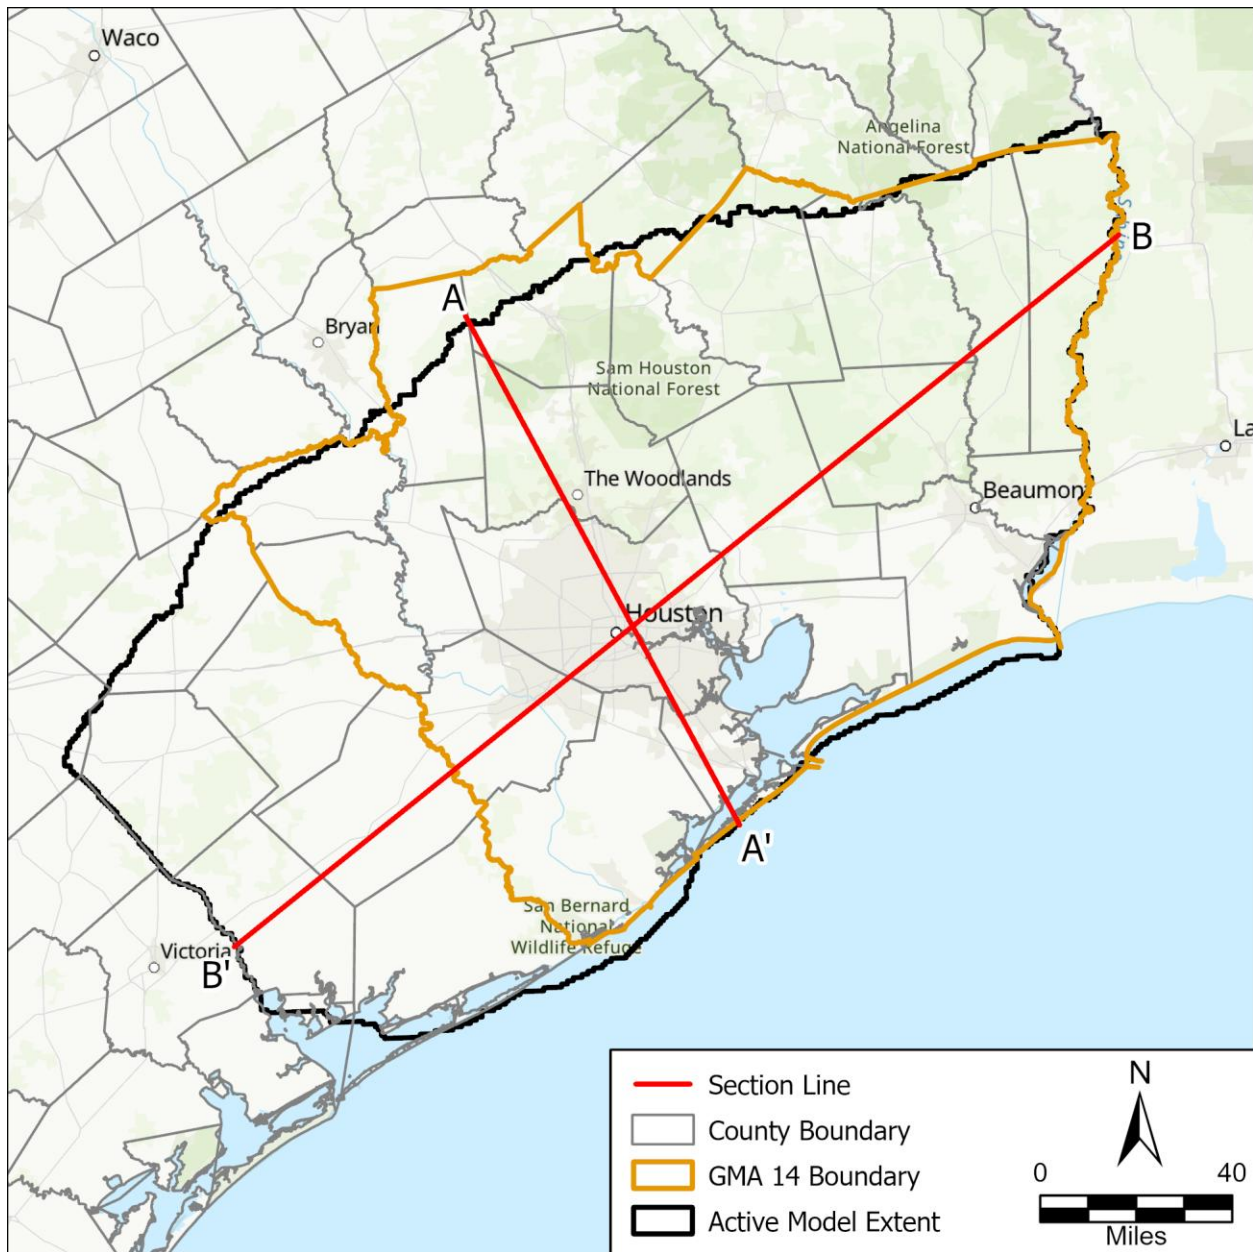 Waco
Angelina
National Forest
B
A
Bryan
Sam Houston
National Forest
La
The Woodlands
Beaumont
Houston
A'
San Bernard
National
Wildlife Refuge
Victoria
B'
Section Line
County Boundary
GMA 14 Boundary
Active Model Extent
N
0 40
Miles